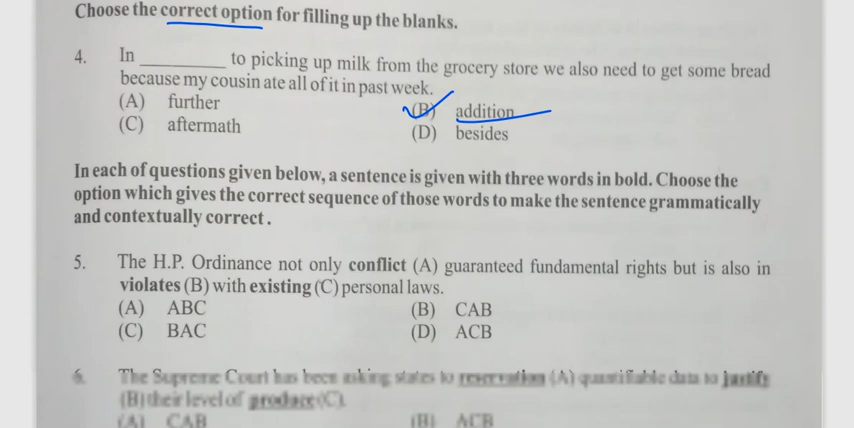 Choose the correct option for filling up the blanks.
4. In _________ to picking up milk from the grocery store we also need to get some bread
because my cousin ate all of it in past week.
(A) further (B) addition
(C) aftermath (D) besides
In each of questions given below, a sentence is given with three words in bold. Choose the
option which gives the correct sequence of those words to make the sentence grammatically
and contextually correct.
5. The H.P. Ordinance not only conflict (A) guaranteed fundamental rights but is also in
violates (B) with existing (C) personal laws.
(A) ABC (B) CAB
(C) BAC (D) ACB
6. The Supreme Court has been asking states to reservation (A) quantifiable data to justify
(B) their level of produce (C).
(A) CAB (B) ACB